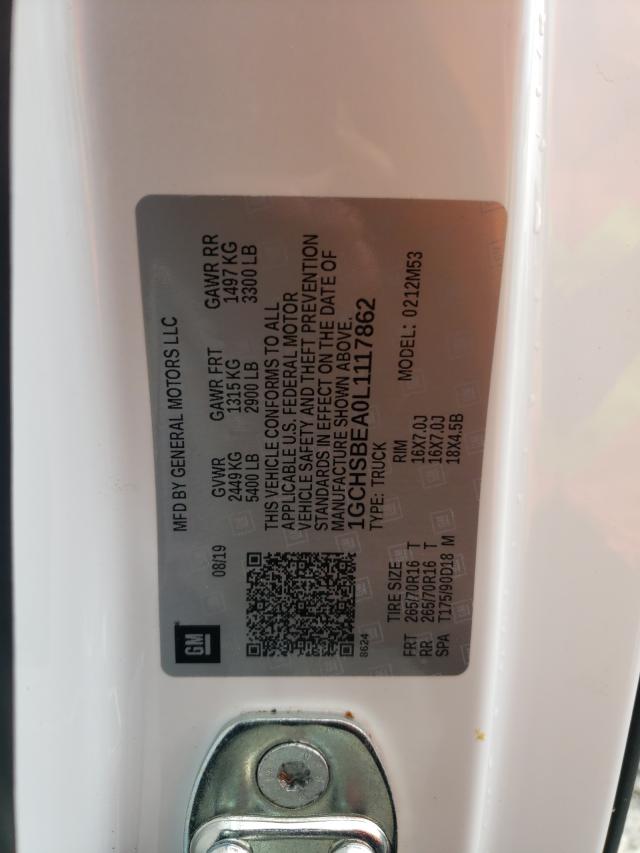 GM
MFD BY GENERAL MOTORS LLC
08/19
GVWR GAWR FRT GAWR RR
2449 KG 1315 KG 1497 KG
5400 LB 2900 LB 3300 LB
THIS VEHICLE CONFORMS TO ALL
APPLICABLE U.S. FEDERAL MOTOR
VEHICLE SAFETY AND THEFT PREVENTION
STANDARDS IN EFFECT ON THE DATE OF
MANUFACTURE SHOWN ABOVE.
1GCHSBEA0L1117862
8624
TYPE: TRUCK MODEL: 0212M53
TIRE SIZE RIM
FRT 265/70R16 T 16X7.0J
RR 265/70R16 T 16X7.0J
SPA T175/90D18 M 18X4.5B